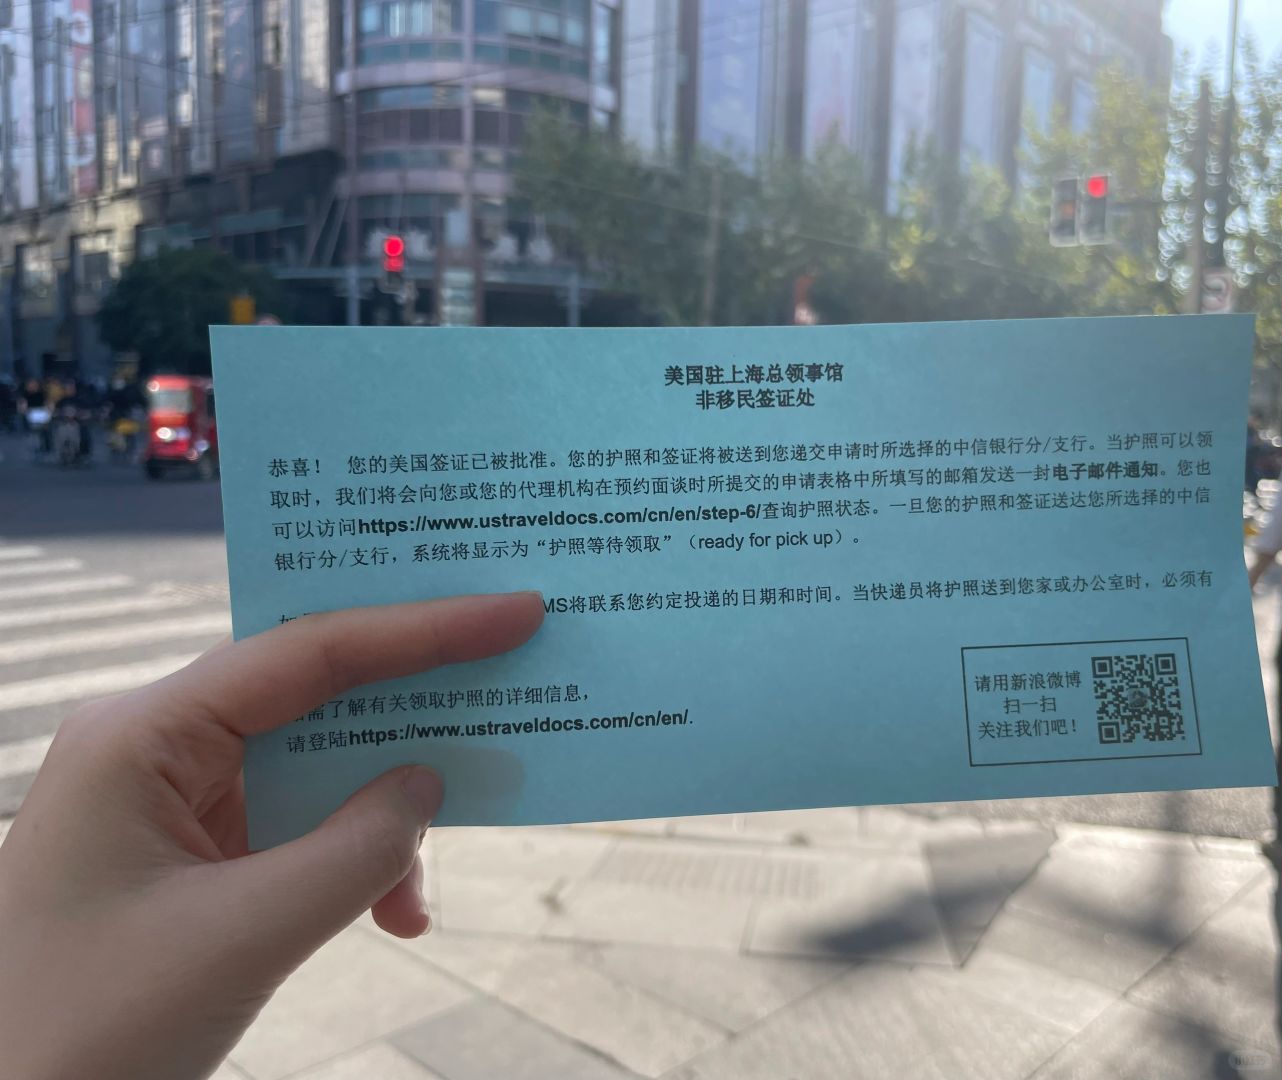 美国驻上海总领事馆
非移民签证处
恭喜！ 您的美国签证已被批准。您的护照和签证将被送到您递交申请时所选择的中信银行分/支行。当护照可以领
取时，我们将会向您或您的代理机构在预约面谈时所提交的申请表格中所填写的邮箱发送一封电子邮件通知。您也
可以访问https://www.ustraveldocs.com/cn/en/step-6/查询护照状态。一旦您的护照和签证送达您所选择的中信
银行分/支行，系统将显示为“护照等待领取”（ready for pick up）。
MS将联系您约定投递的日期和时间。当快递员将护照送到您家或办公室时，必须有
需了解有关领取护照的详细信息，
请登陆https://www.ustraveldocs.com/cn/en/.
请用新浪微博
扫一扫
关注我们吧！
小红书